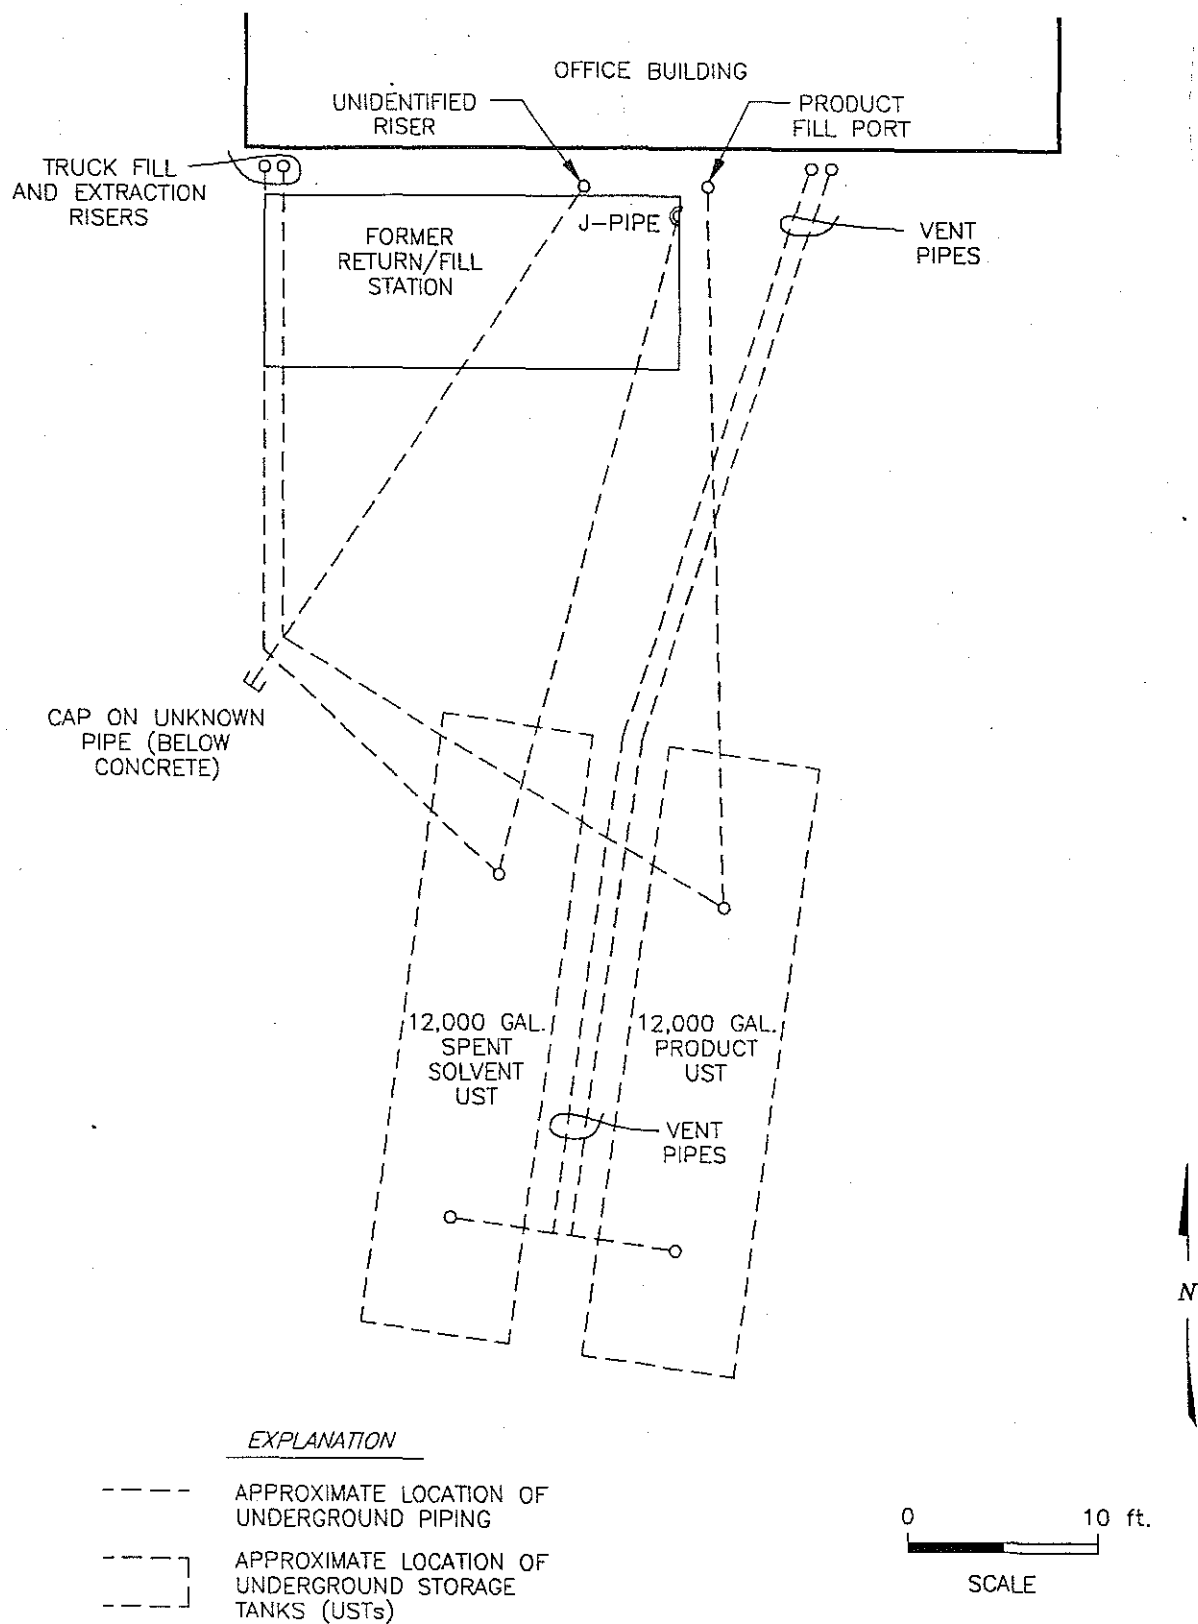 OFFICE BUILDING
UNIDENTIFIED
RISER
PRODUCT
FILL PORT
TRUCK FILL
AND EXTRACTION
RISERS
J-PIPE
FORMER
RETURN/FILL
STATION
VENT
PIPES
CAP ON UNKNOWN
PIPE (BELOW
CONCRETE)
12,000 GAL.
SPENT
SOLVENT
UST
12,000 GAL.
PRODUCT
UST
VENT
PIPES
N
EXPLANATION
APPROXIMATE LOCATION OF
UNDERGROUND PIPING
APPROXIMATE LOCATION OF
UNDERGROUND STORAGE
TANKS (USTs)
0 10 ft.
SCALE